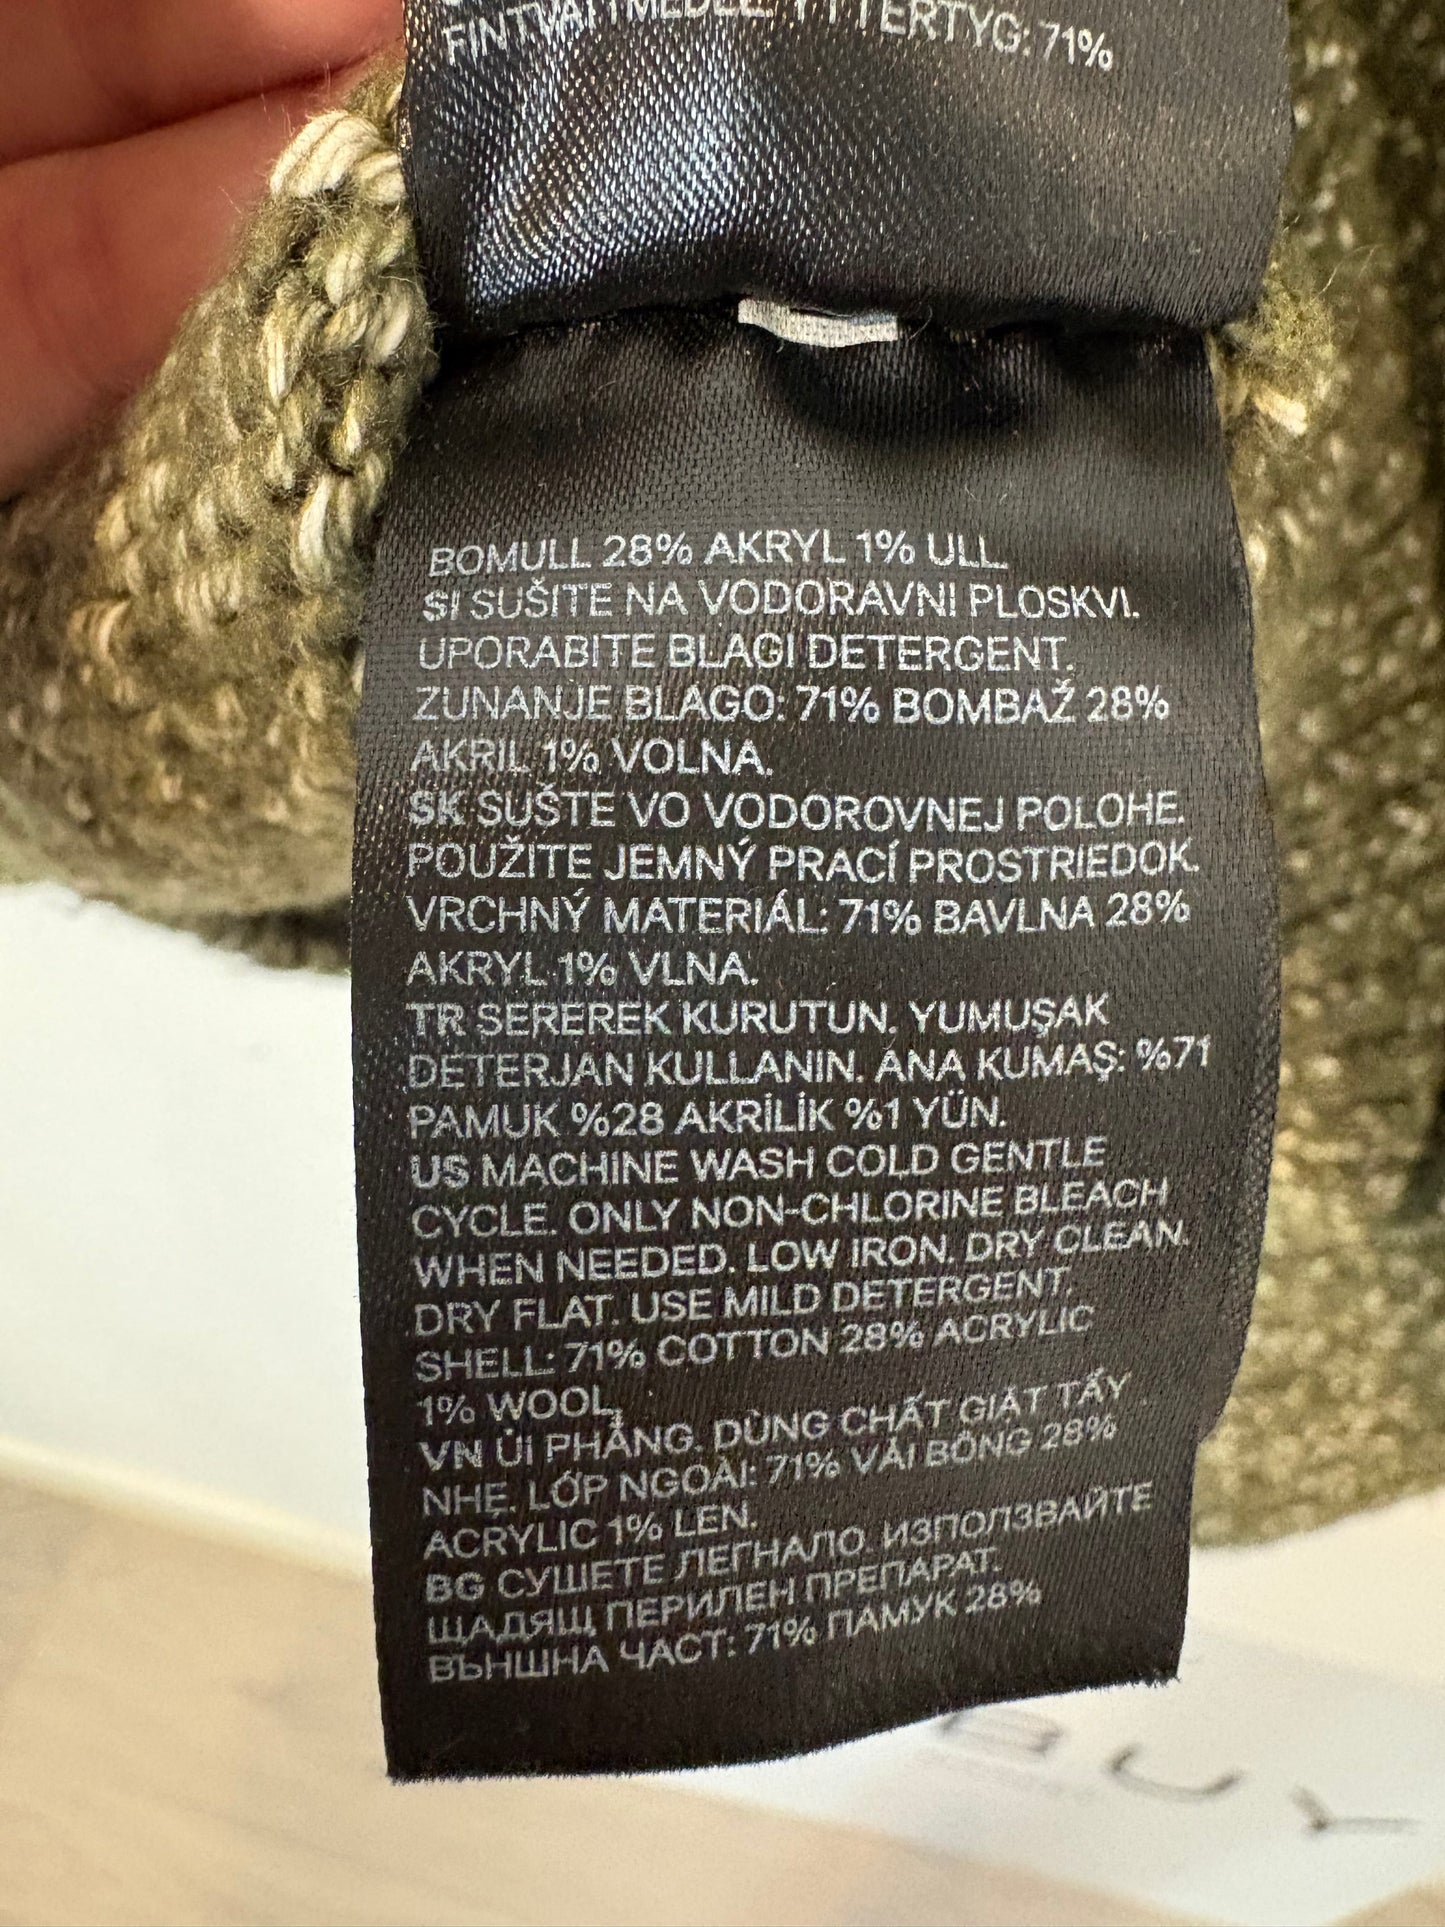 FINTVÄTTMEDEL. YTTERTYG: 71%
BOMULL 28% AKRYL 1% ULL.
SI SUŠITE NA VODORAVNI PLOSKVI.
UPORABITE BLAGI DETERGENT.
ZUNANJE BLAGO: 71% BOMBAŽ 28%
AKRIL 1% VOLNA.
SK SUŠTE VO VODOROVNEJ POLOHE.
POUŽITE JEMNÝ PRACÍ PROSTRIEDOK.
VRCHNÝ MATERIÁL: 71% BAVLNA 28%
AKRYL 1% VLNA.
TR SEREREK KURUTUN. YUMUŞAK
DETERJAN KULLANIN. ANA KUMAŞ: %71
PAMUK %28 AKRİLİK %1 YÜN.
US MACHINE WASH COLD GENTLE
CYCLE. ONLY NON-CHLORINE BLEACH
WHEN NEEDED. LOW IRON. DRY CLEAN.
DRY FLAT. USE MILD DETERGENT.
SHELL: 71% COTTON 28% ACRYLIC
1% WOOL.
VN ỦI PHẲNG. DÙNG CHẤT GIẶT TẨY
NHẸ. LỚP NGOÀI: 71% VẢI BÔNG 28%
ACRYLIC 1% LEN.
BG СУШЕТЕ ЛЕГНАЛО. ИЗПОЛЗВАЙТЕ
ЩАДЯЩ ПЕРИЛЕН ПРЕПАРАТ.
ВЪНШНА ЧАСТ: 71% ПАМУК 28%
BUY